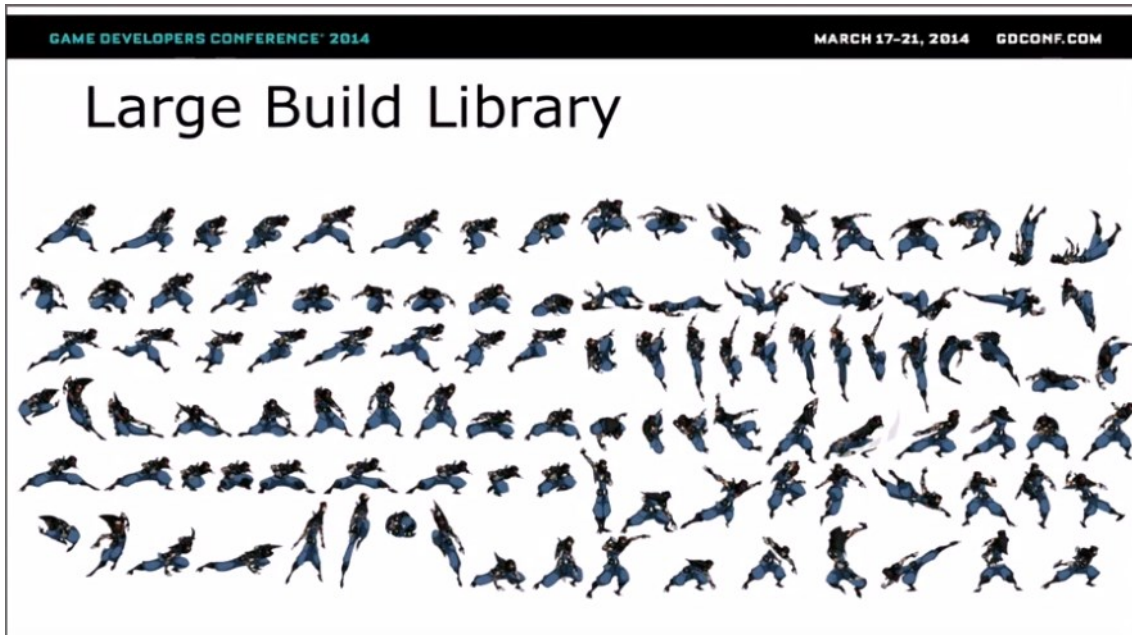 GAME DEVELOPERS CONFERENCE® 2014
MARCH 17–21, 2014 GDCONF.COM
Large Build Library